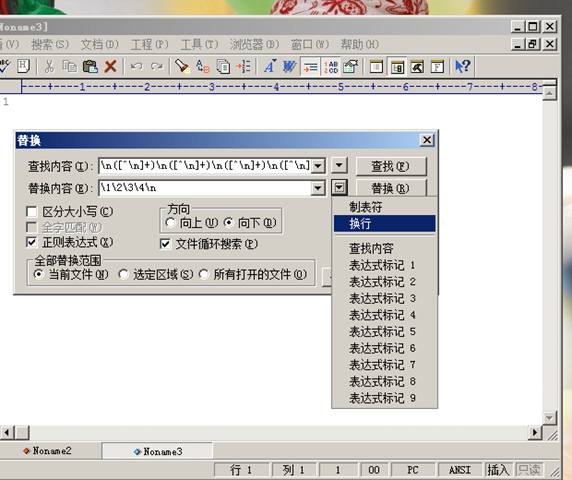 Noname3]
(V) 搜索(S) 文档(D) 工程(P) 工具(T) 浏览器(B) 窗口(W) 帮助(H)
1 2 3 4 5 6 7 8
1
替换
查找内容(I): \n([^\n]+)\n([^\n]+)\n([^\n]+)\n([^\n] 查找(F)
替换内容(E): \1\2\3\4\n 替换(R)
制表符
换行
查找内容
表达式标记 1
表达式标记 2
表达式标记 3
表达式标记 4
表达式标记 5
表达式标记 6
表达式标记 7
表达式标记 8
表达式标记 9
区分大小写(C)
全字匹配(W)
正则表达式(X)
方向
向上(U) 向下(D)
文件循环搜索(P)
全部替换范围
当前文件(N) 选定区域(S) 所有打开的文件(O)
Noname2 Noname3
行 1 列 1 1 00 PC ANSI 插入 只读